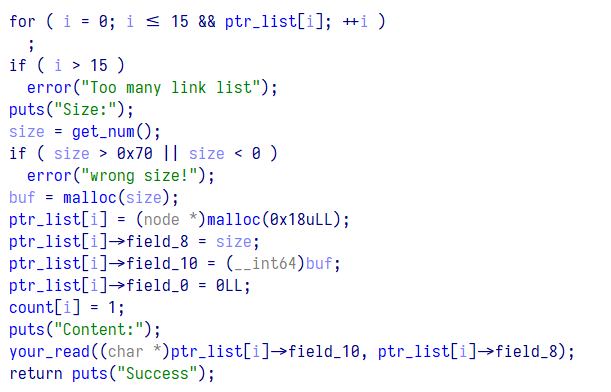 for ( i = 0; i ≤ 15 && ptr_list[i]; ++i )
;
if ( i > 15 )
error("Too many link list");
puts("Size:");
size = get_num();
if ( size > 0x70 || size < 0 )
error("wrong size!");
buf = malloc(size);
ptr_list[i] = (node *)malloc(0x18uLL);
ptr_list[i]→field_8 = size;
ptr_list[i]→field_10 = (__int64)buf;
ptr_list[i]→field_0 = 0LL;
count[i] = 1;
puts("Content:");
your_read((char *)ptr_list[i]→field_10, ptr_list[i]→field_8);
return puts("Success");